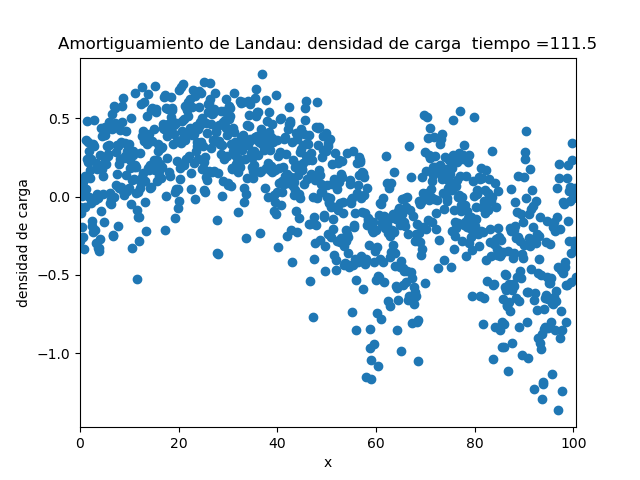 Amortiguamiento de Landau: densidad de carga  tiempo =111.5
densidad de carga
0.5
0.0
−0.5
−1.0
0 20 40 60 80 100
x